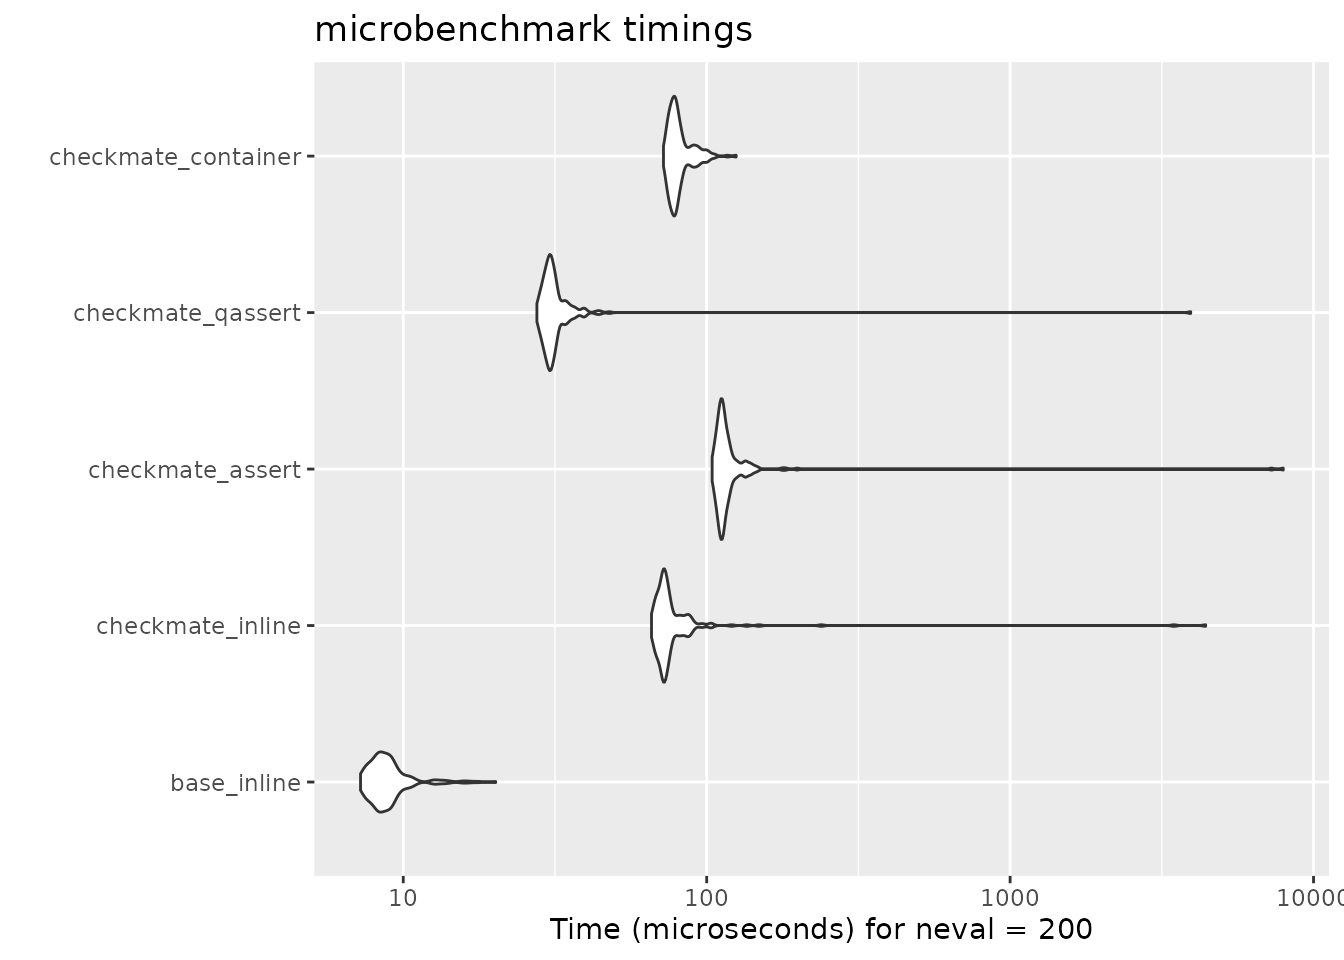 microbenchmark timings
checkmate_container
checkmate_qassert
checkmate_assert
checkmate_inline
base_inline
10 100 1000 10000
Time (microseconds) for neval = 200